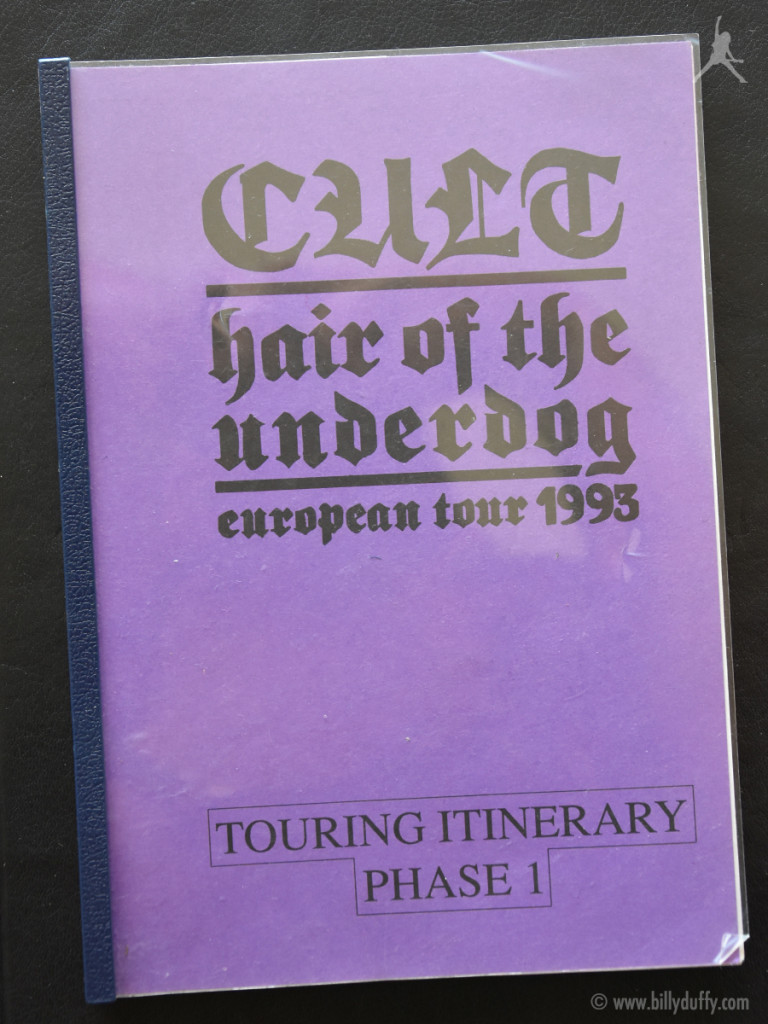 CULT
hair of the
underdog
european tour 1993
TOURING ITINERARY
PHASE 1
© www.billyduffy.com